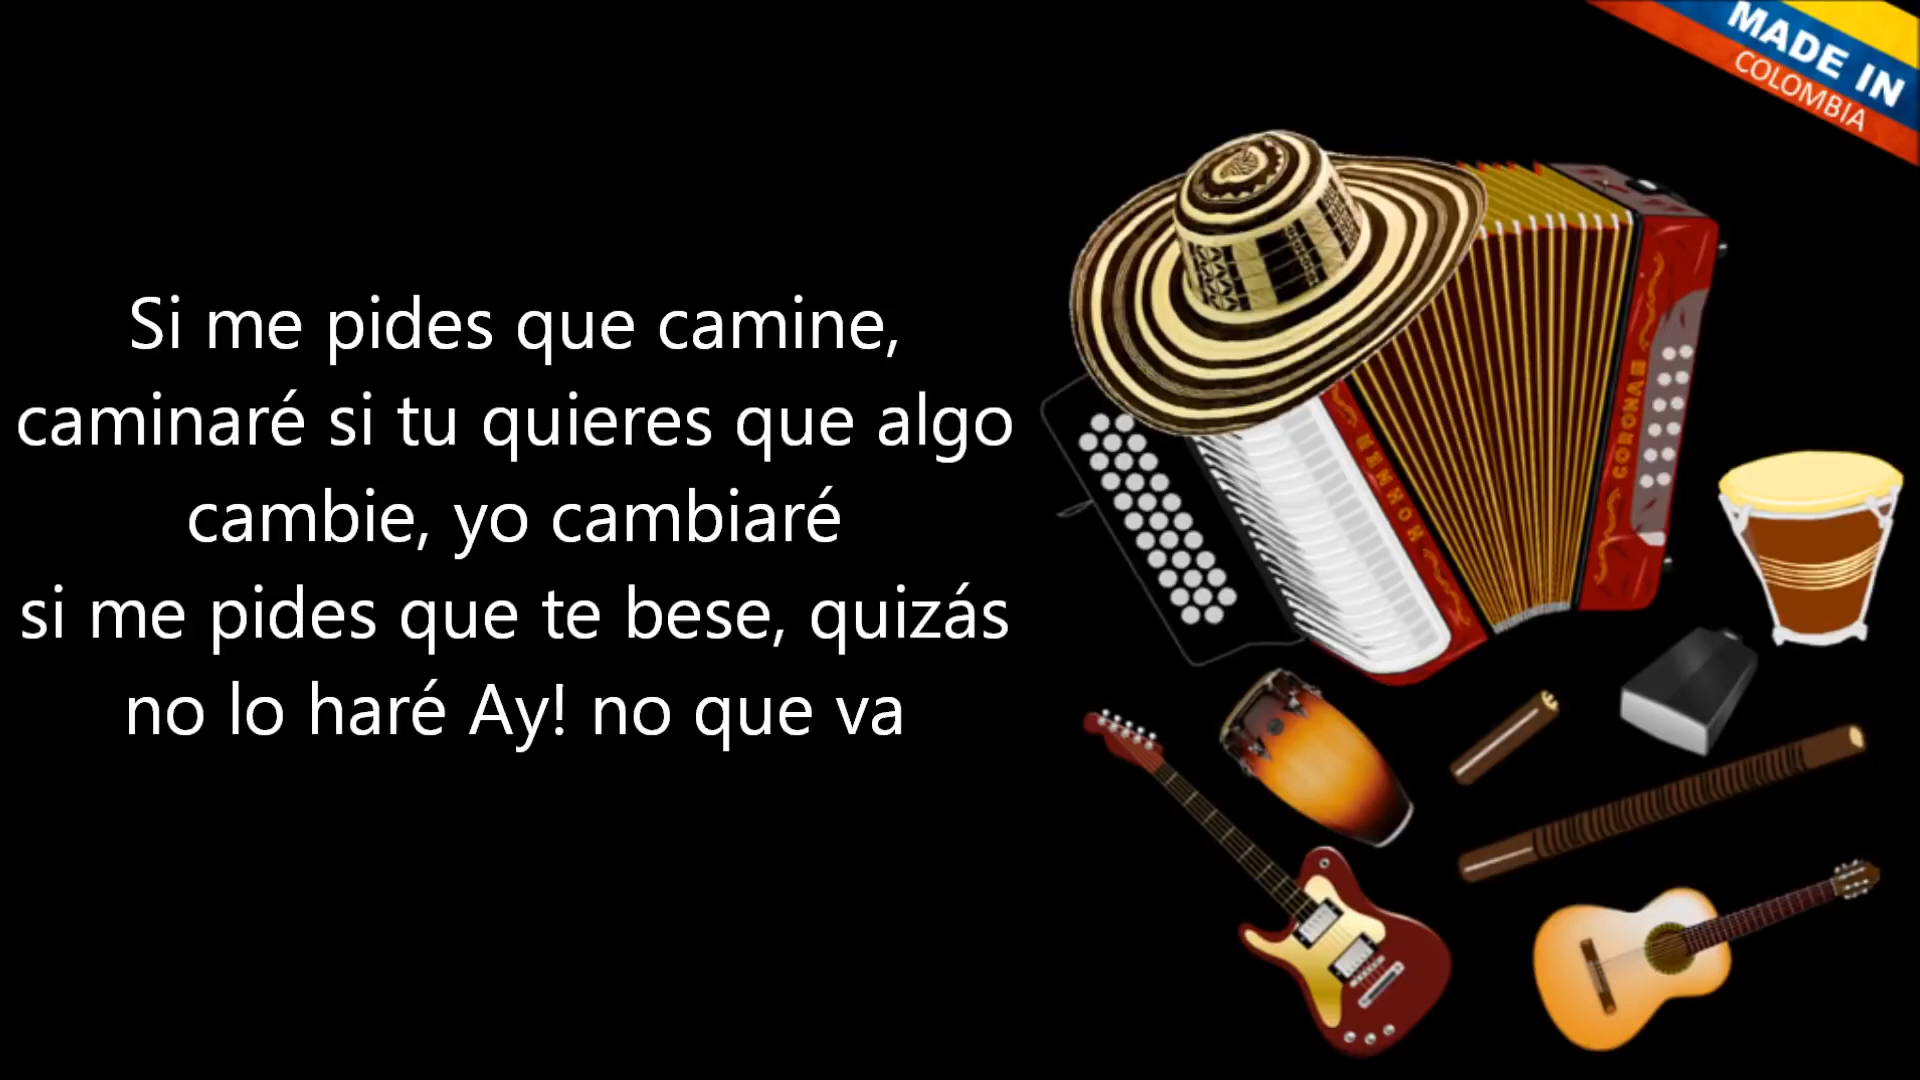 MADE IN
COLOMBIA
Si me pides que camine,
caminaré si tu quieres que algo
cambie, yo cambiaré
si me pides que te bese, quizás
no lo haré Ay! no que va
HOHNER
CORONA III